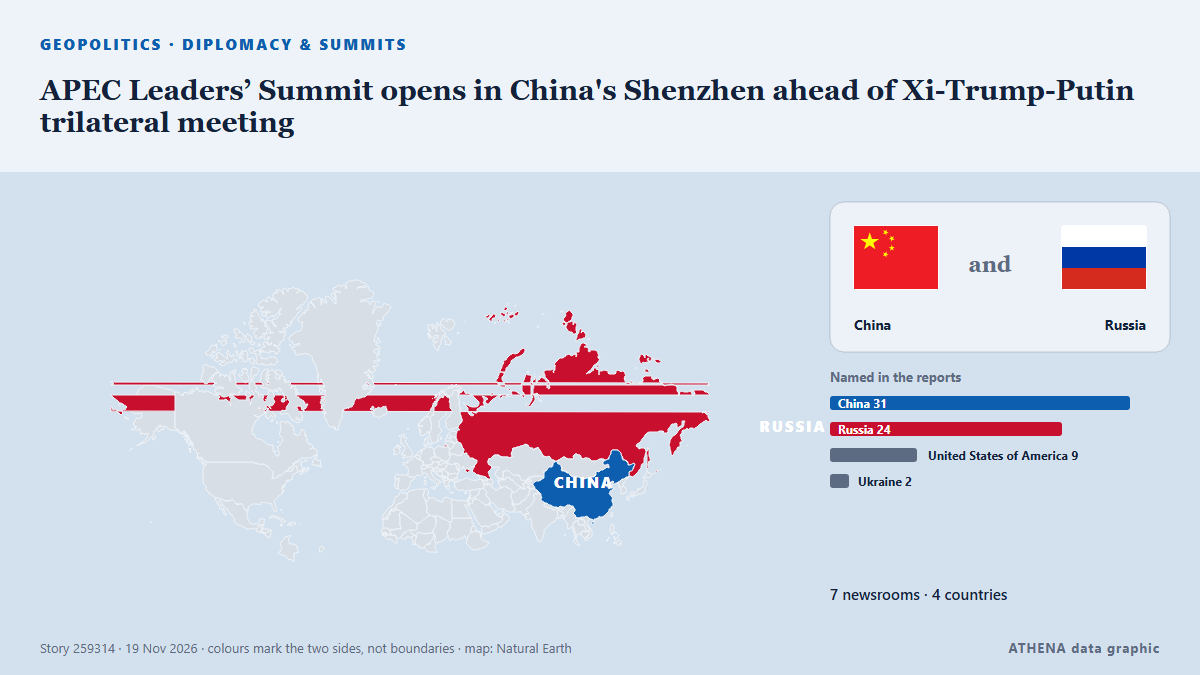 GEOPOLITICS · DIPLOMACY & SUMMITS
APEC Leaders’ Summit opens in China's Shenzhen ahead of Xi-Trump-Putin
trilateral meeting
and
China
Russia
Named in the reports
China 31
RUSSIA
Russia 24
United States of America 9
CHINA
Ukraine 2
7 newsrooms · 4 countries
Story 259314 · 19 Nov 2026 · colours mark the two sides, not boundaries · map: Natural Earth
ATHENA data graphic